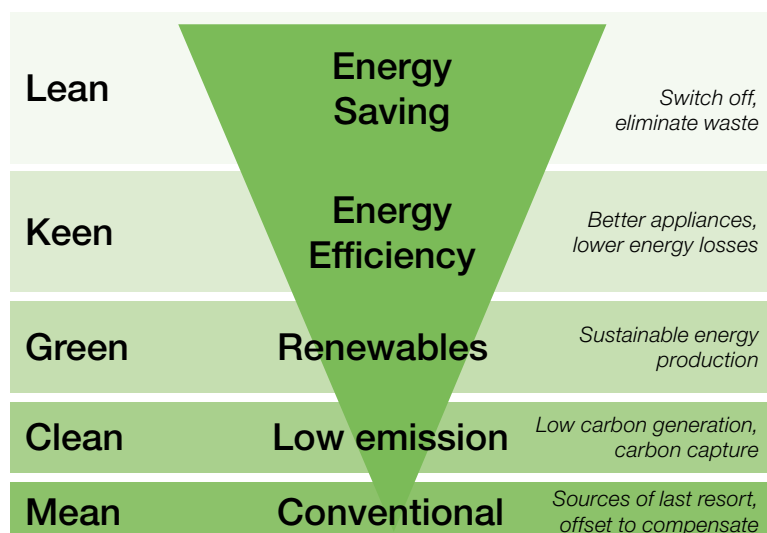 Lean
Energy
Saving
Switch off,
eliminate waste
Keen
Energy
Efficiency
Better appliances,
lower energy losses
Green
Renewables
Sustainable energy
production
Clean
Low emission
Low carbon generation,
carbon capture
Mean
Conventional
Sources of last resort,
offset to compensate